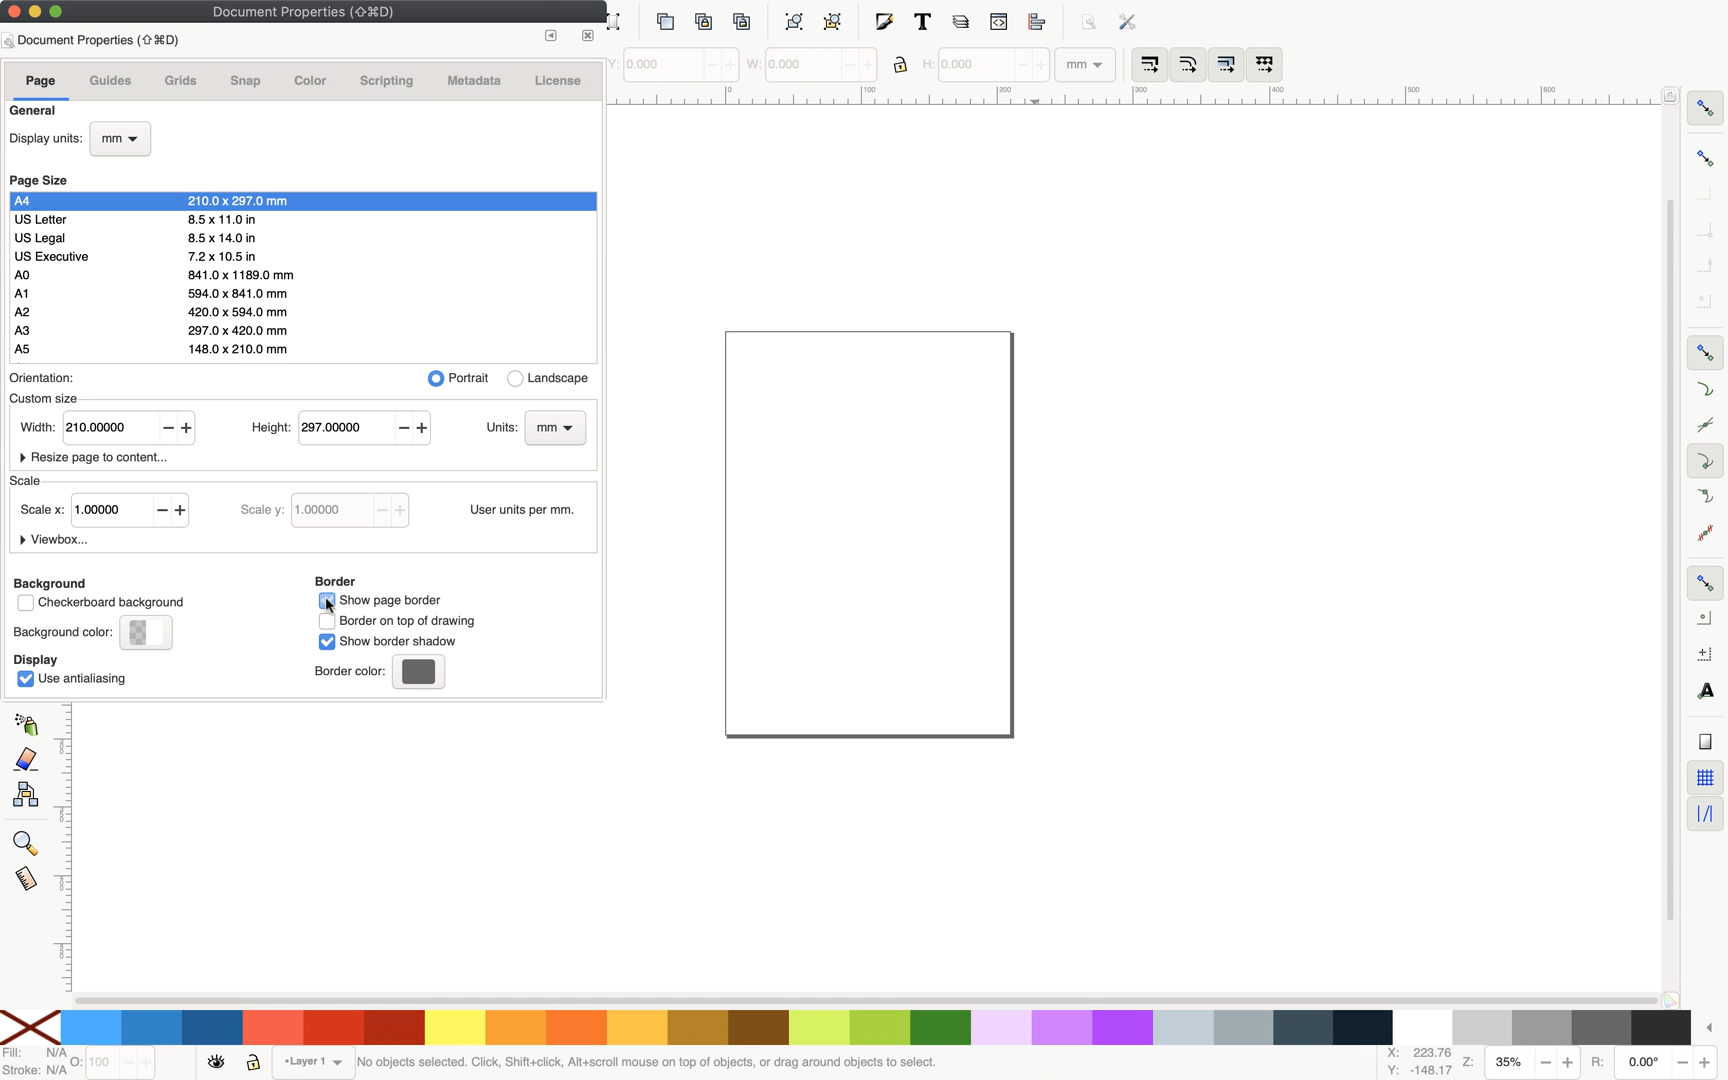 Document Properties (⇧⌘D)
Document Properties (⇧⌘D)
Page Guides Grids Snap Color Scripting Metadata License
Y: 0.000 W: 0.000 H: 0.000 mm
0 100 200 300 400 500 600
General
Display units: mm
Page Size
A4 210.0 x 297.0 mm
US Letter 8.5 x 11.0 in
US Legal 8.5 x 14.0 in
US Executive 7.2 x 10.5 in
A0 841.0 x 1189.0 mm
A1 594.0 x 841.0 mm
A2 420.0 x 594.0 mm
A3 297.0 x 420.0 mm
A5 148.0 x 210.0 mm
Orientation: Portrait Landscape
Custom size
Width: 210.00000 Height: 297.00000 Units: mm
Resize page to content...
Scale
Scale x: 1.00000 Scale y: 1.00000 User units per mm.
Viewbox...
Background
Checkerboard background
Background color:
Display
Use antialiasing
Border
Show page border
Border on top of drawing
Show border shadow
Border color:
Fill: N/A
Stroke: N/A
O: 100
•Layer 1
No objects selected. Click, Shift+click, Alt+scroll mouse on top of objects, or drag around objects to select.
X: 223.76
Y: -148.17
Z: 35%
R: 0.00°